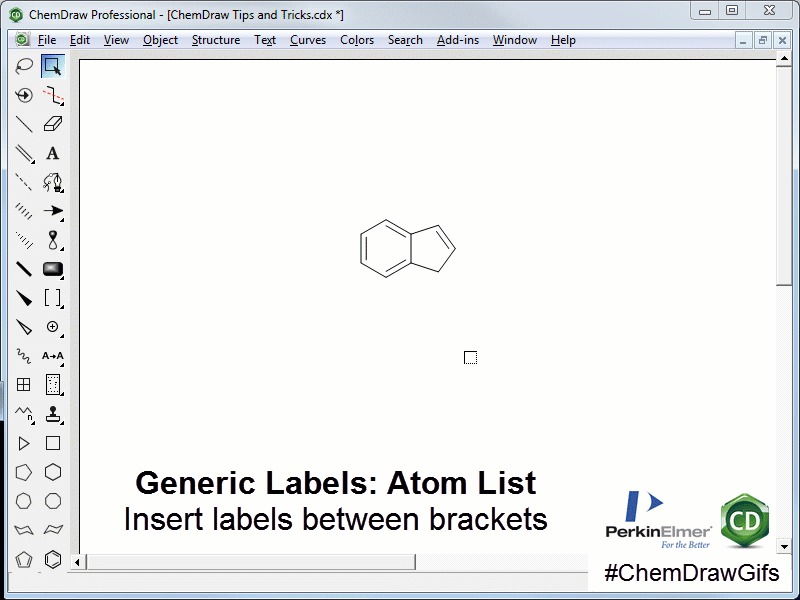 ChemDraw Professional - [ChemDraw Tips and Tricks.cdx *]
File Edit View Object Structure Text Curves Colors Search Add-ins Window Help
A
A→A
n
Generic Labels: Atom List
Insert labels between brackets
PerkinElmer
For the Better
CD
#ChemDrawGifs